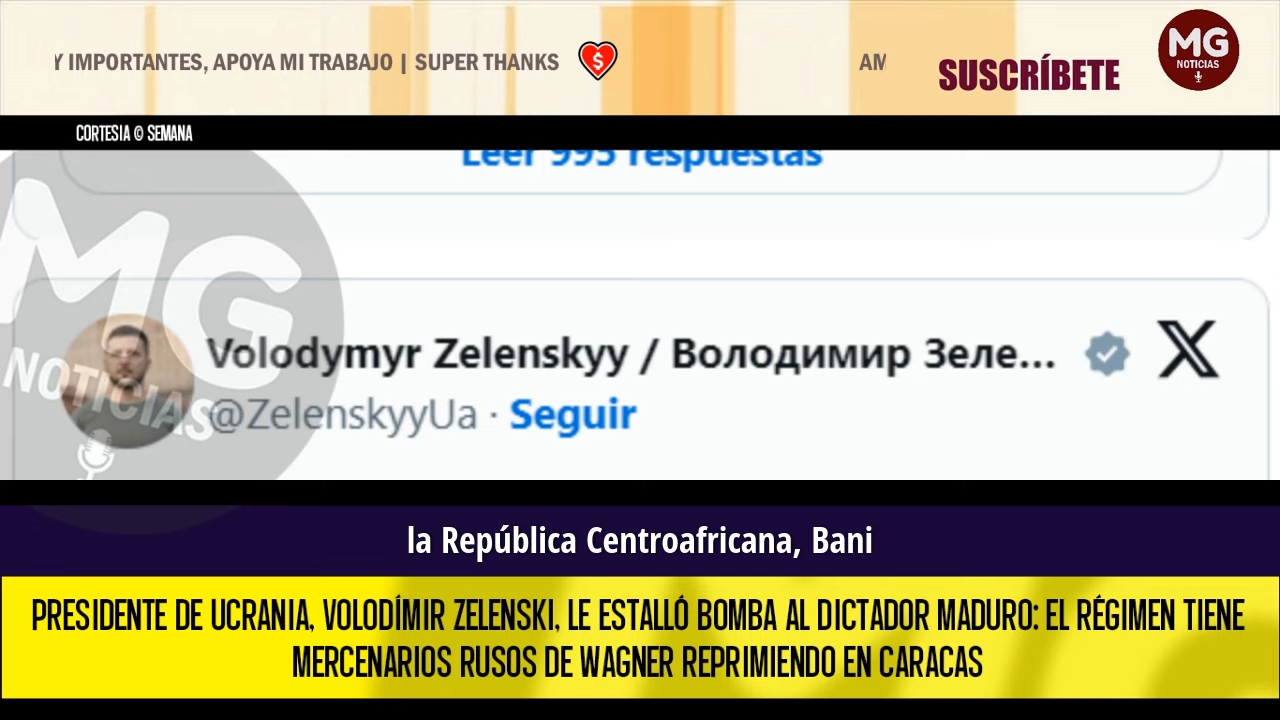 Y IMPORTANTES, APOYA MI TRABAJO | SUPER THANKS
$
AM
SUSCRÍBETE
MG
NOTICIAS
CORTESIA © SEMANA
Leer 995 respuestas
MG
NOTICIAS
Volodymyr Zelenskyy / Володимир Зеле...
@ZelenskyyUa · Seguir
la República Centroafricana, Bani
PRESIDENTE DE UCRANIA, VOLODÍMIR ZELENSKI, LE ESTALLÓ BOMBA AL DICTADOR MADURO: EL RÉGIMEN TIENE
MERCENARIOS RUSOS DE WAGNER REPRIMIENDO EN CARACAS